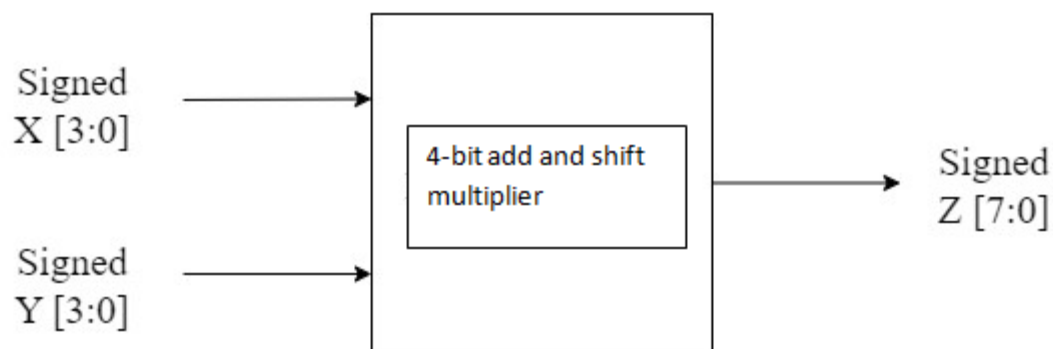 Signed
X [3:0]
4-bit add and shift
multiplier
Signed
Z [7:0]
Signed
Y [3:0]